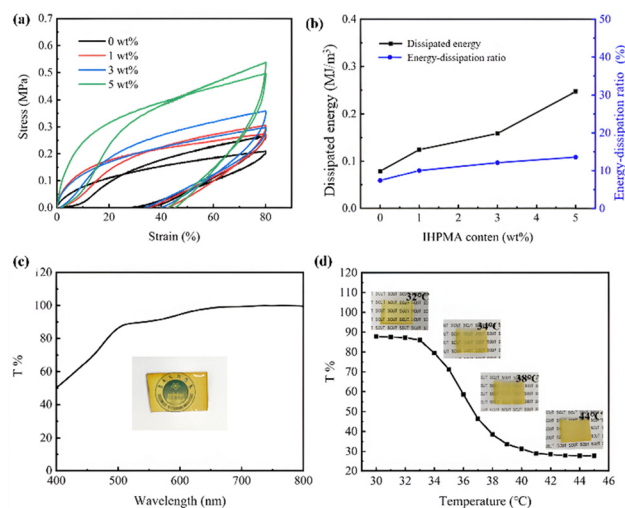 (a)
0.7
0.6
0.5
0.4
0.3
0.2
0.1
0.0
Stress (MPa)
0 wt%
1 wt%
3 wt%
5 wt%
0 20 40 60 80 100
Strain (%)
(b)
0.4
0.3
0.2
0.1
0.0
Dissipated energy (MJ/m³)
Dissipated energy
Energy-dissipation ratio
50
40
30
20
10
0
Energy-dissipation ratio (%)
0 1 2 3 4 5
IHPMA conten (wt%)
(c)
120
100
80
60
40
20
0
T %
400 500 600 700 800
Wavelength (nm)
(d)
120
110
100
90
80
70
60
50
40
30
20
T %
32°C
34°C
38°C
44°C
30 32 34 36 38 40 42 44 46
Temperature (°C)